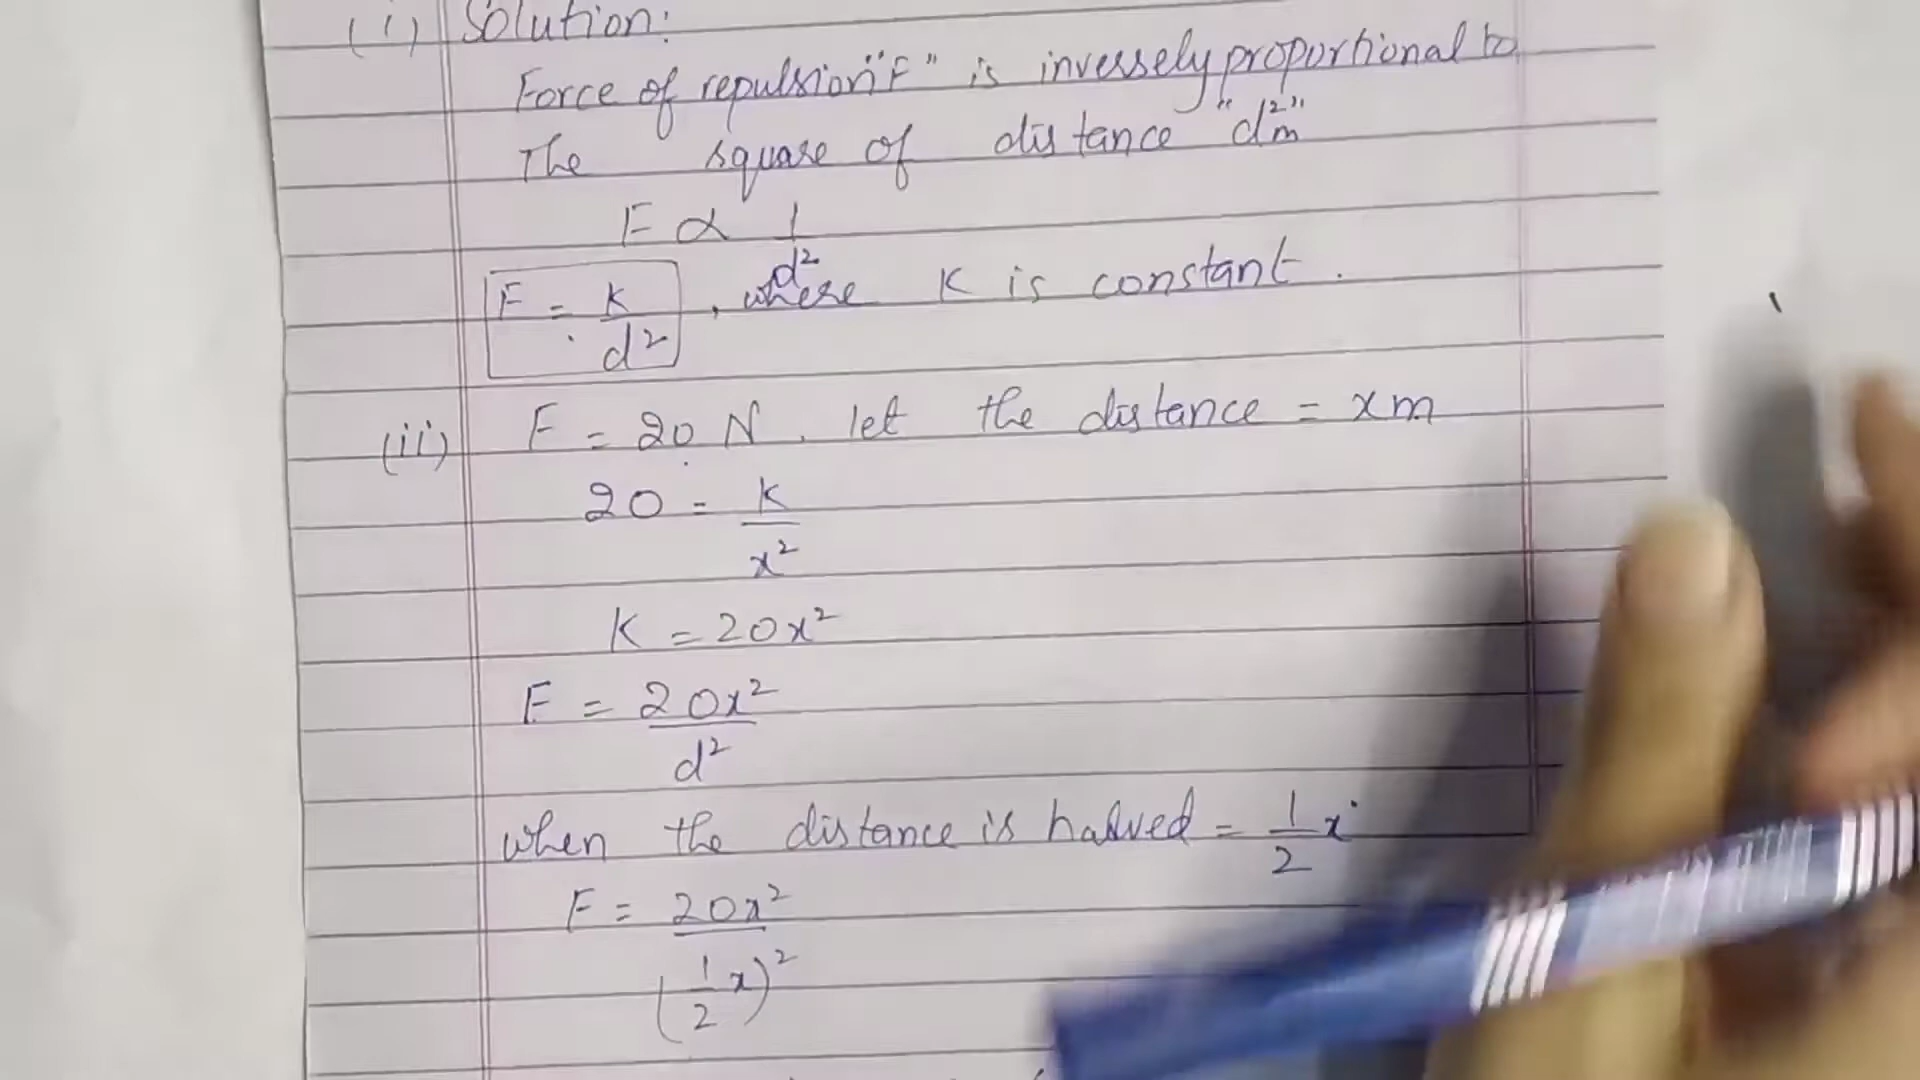 (i) Solution:
Force of repulsion "F" is inversely proportional to
The square of distance "d²m"
F ∝ 1/d²
F = k/d², where K is constant.
(ii) F = 20 N. let the distance = xm
20 = k/x²
K = 20x²
F = 20x²/d²
when the distance is halved = 1/2 x
F = 20x²/(1/2 x)²